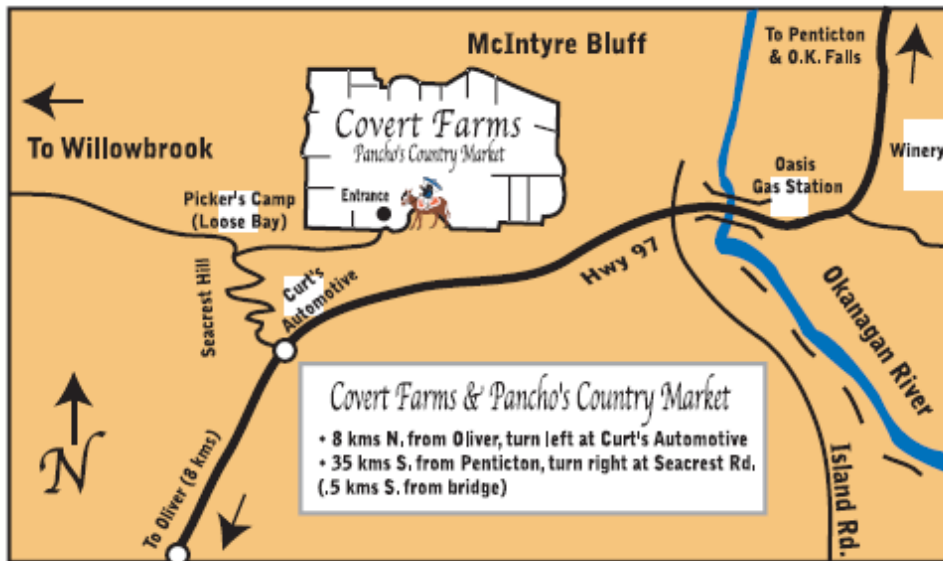 McIntyre Bluff
To Penticton
& O.K. Falls
Covert Farms
Pancho's Country Market
To Willowbrook
Winery
Oasis
Gas Station
Entrance
Picker's Camp
(Loose Bay)
Hwy 97
Seacrest Hill
Curt's
Automotive
Okanagan River
Covert Farms & Pancho's Country Market
• 8 kms N. from Oliver, turn left at Curt's Automotive
• 35 kms S. from Penticton, turn right at Seacrest Rd.
(.5 kms S. from bridge)
N
To Oliver (8 kms)
Island Rd.